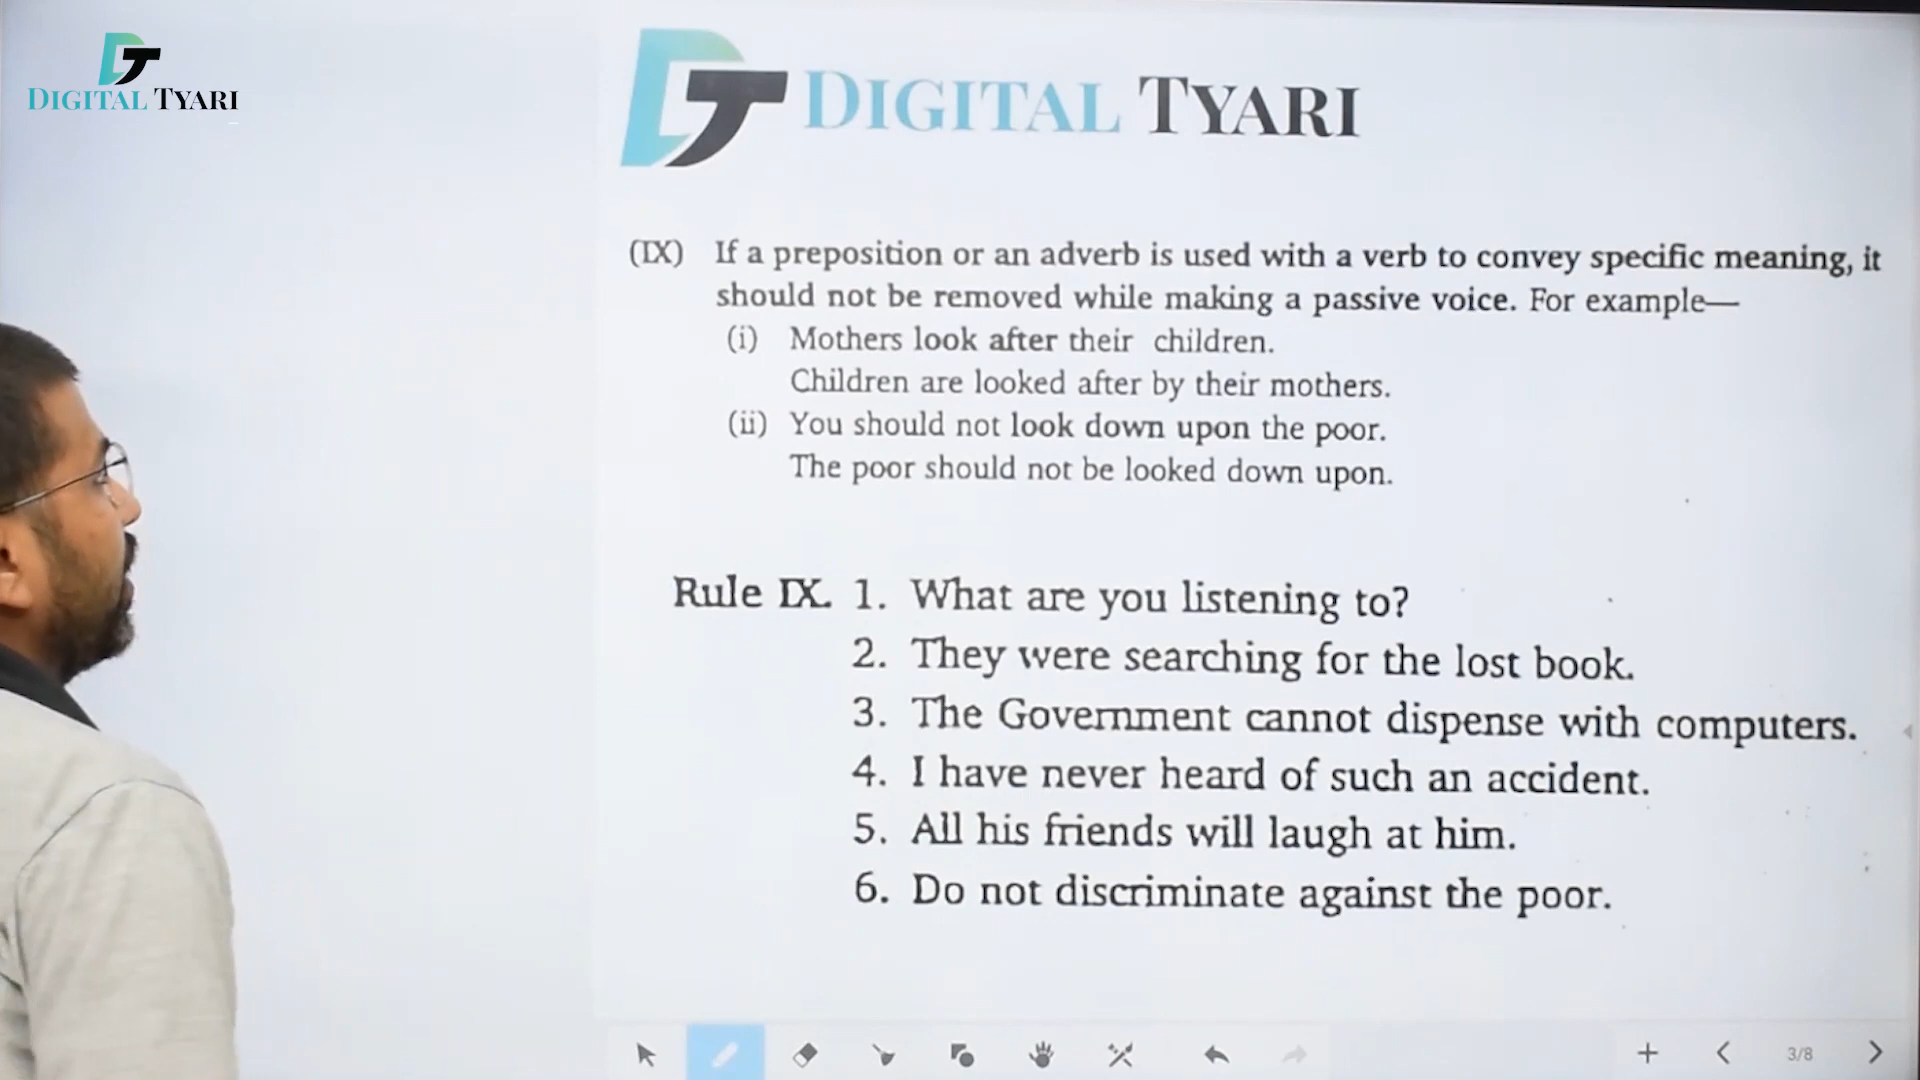 DIGITAL TYARI
DIGITAL TYARI
(IX) If a preposition or an adverb is used with a verb to convey specific meaning, it
should not be removed while making a passive voice. For example—
(i) Mothers look after their children.
Children are looked after by their mothers.
(ii) You should not look down upon the poor.
The poor should not be looked down upon.
Rule IX. 1. What are you listening to?
2. They were searching for the lost book.
3. The Government cannot dispense with computers.
4. I have never heard of such an accident.
5. All his friends will laugh at him.
6. Do not discriminate against the poor.
3/8